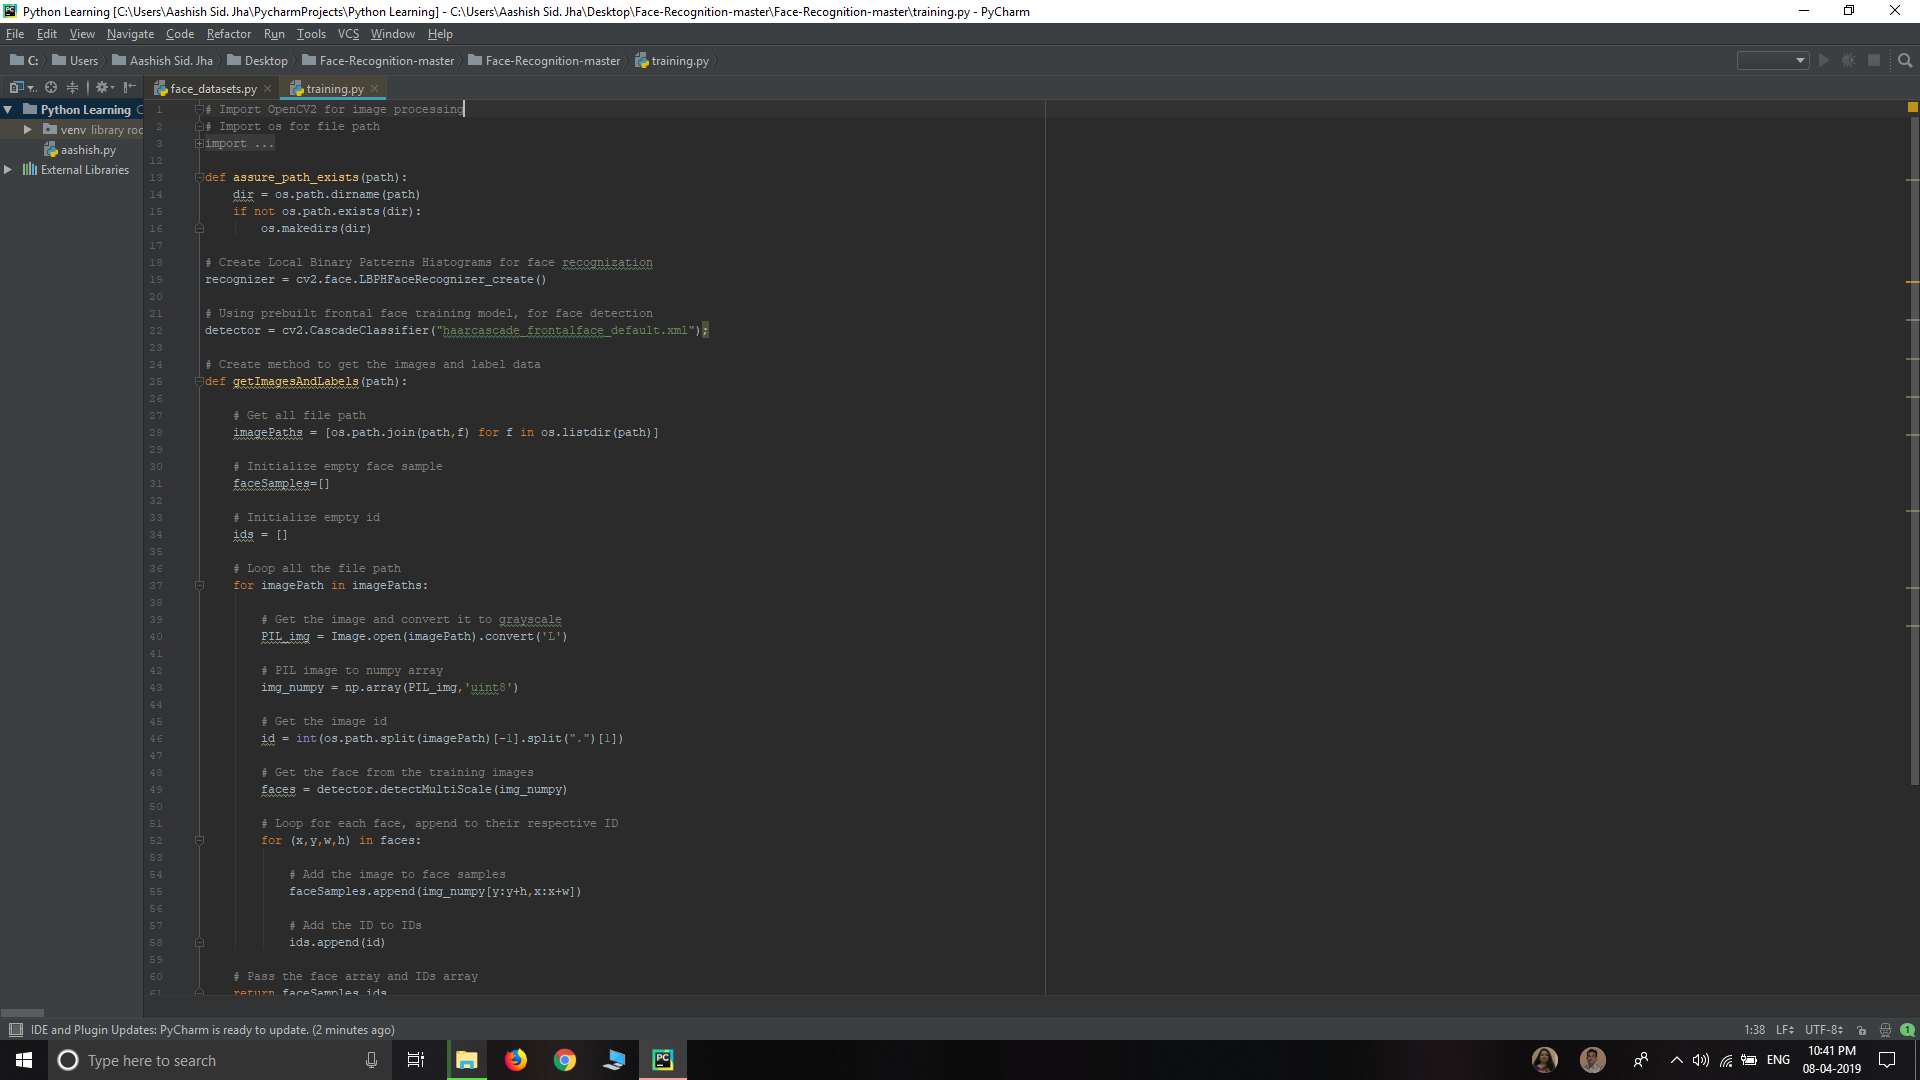 Python Learning [C:\Users\Aashish Sid. Jha\PycharmProjects\Python Learning] - C:\Users\Aashish Sid. Jha\Desktop\Face-Recognition-master\Face-Recognition-master\training.py - PyCharm
File Edit View Navigate Code Refactor Run Tools VCS Window Help
C: Users Aashish Sid. Jha Desktop Face-Recognition-master Face-Recognition-master training.py
face_datasets.py training.py
Python Learning
venv library roo
aashish.py
External Libraries
1 # Import OpenCV2 for image processing
2 # Import os for file path
3 import ...
12
13 def assure_path_exists(path):
14 dir = os.path.dirname(path)
15 if not os.path.exists(dir):
16 os.makedirs(dir)
17
18 # Create Local Binary Patterns Histograms for face recognization
19 recognizer = cv2.face.LBPHFaceRecognizer_create()
20
21 # Using prebuilt frontal face training model, for face detection
22 detector = cv2.CascadeClassifier("haarcascade_frontalface_default.xml");
23
24 # Create method to get the images and label data
25 def getImagesAndLabels(path):
26
27 # Get all file path
28 imagePaths = [os.path.join(path,f) for f in os.listdir(path)]
29
30 # Initialize empty face sample
31 faceSamples=[]
32
33 # Initialize empty id
34 ids = []
35
36 # Loop all the file path
37 for imagePath in imagePaths:
38
39 # Get the image and convert it to grayscale
40 PIL_img = Image.open(imagePath).convert('L')
41
42 # PIL image to numpy array
43 img_numpy = np.array(PIL_img,'uint8')
44
45 # Get the image id
46 id = int(os.path.split(imagePath)[-1].split(".")[1])
47
48 # Get the face from the training images
49 faces = detector.detectMultiScale(img_numpy)
50
51 # Loop for each face, append to their respective ID
52 for (x,y,w,h) in faces:
53
54 # Add the image to face samples
55 faceSamples.append(img_numpy[y:y+h,x:x+w])
56
57 # Add the ID to IDs
58 ids.append(id)
59
60 # Pass the face array and IDs array
61 return faceSamples,ids
IDE and Plugin Updates: PyCharm is ready to update. (2 minutes ago) 1:38 LF÷ UTF-8÷ 1
Type here to search ENG 10:41 PM
08-04-2019